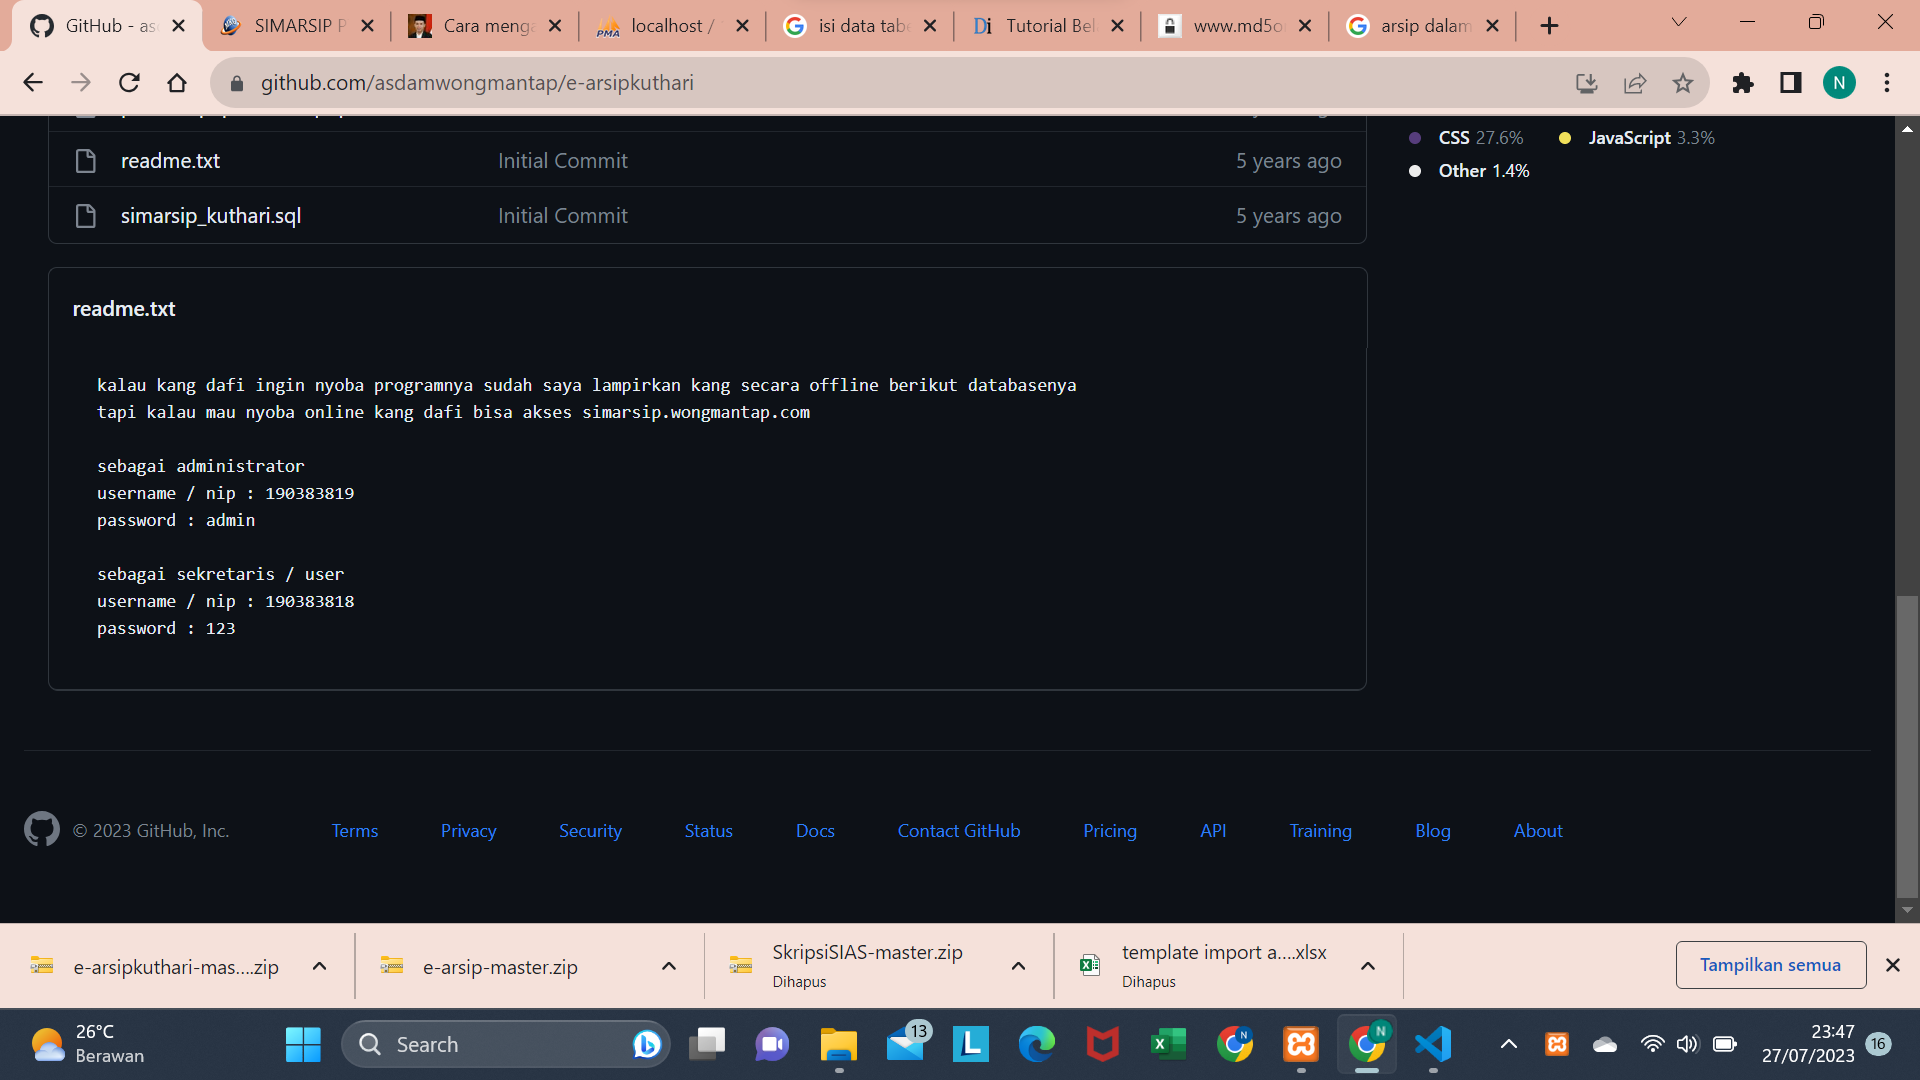 GitHub - as
SIMARSIP P
Cara menga
localhost /
isi data tabe
Tutorial Bel
www.md5o
arsip dalam
github.com/asdamwongmantap/e-arsipkuthari
N
CSS 27.6%
JavaScript 3.3%
Other 1.4%
readme.txt
Initial Commit
5 years ago
simarsip_kuthari.sql
Initial Commit
5 years ago
readme.txt
kalau kang dafi ingin nyoba programnya sudah saya lampirkan kang secara offline berikut databasenya
tapi kalau mau nyoba online kang dafi bisa akses simarsip.wongmantap.com
sebagai administrator
username / nip : 190383819
password : admin
sebagai sekretaris / user
username / nip : 190383818
password : 123
© 2023 GitHub, Inc.
Terms
Privacy
Security
Status
Docs
Contact GitHub
Pricing
API
Training
Blog
About
e-arsipkuthari-mas....zip
e-arsip-master.zip
SkripsiSIAS-master.zip
Dihapus
template import a....xlsx
Dihapus
Tampilkan semua
26°C
Berawan
Search
13
23:47
27/07/2023
16